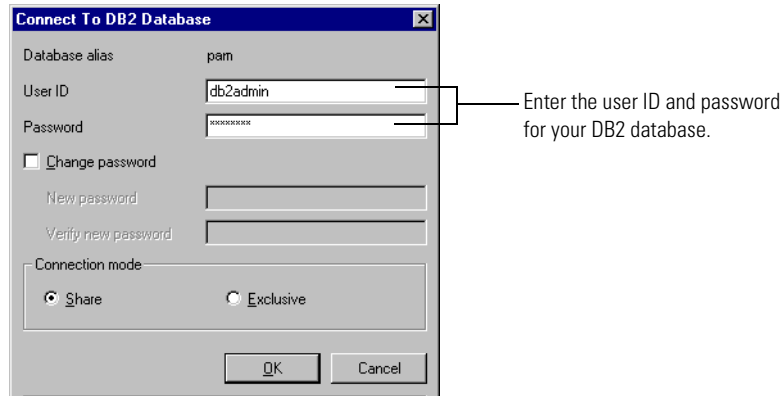 Connect To DB2 Database
Database alias pam
User ID db2admin
Password ××××××××
Change password
New password
Verify new password
Connection mode
Share Exclusive
OK Cancel
Enter the user ID and password
for your DB2 database.